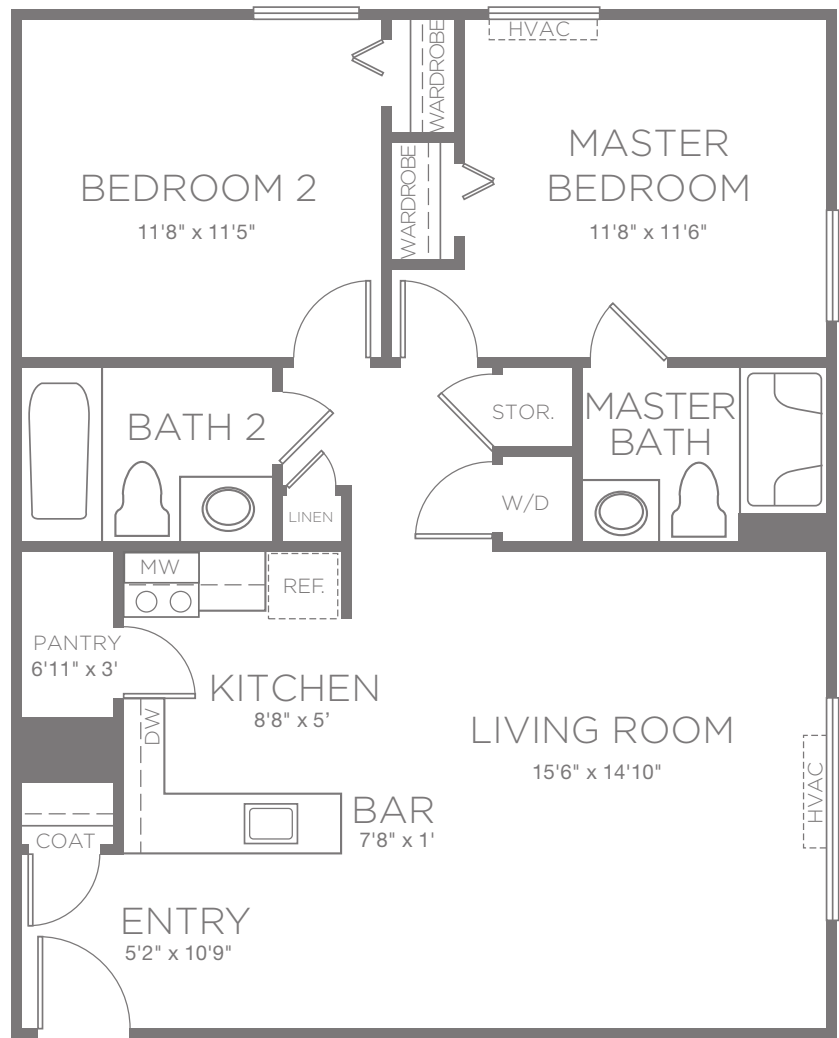 HVAC
WARDROBE
WARDROBE
BEDROOM 2
11'8" x 11'5"
MASTER
BEDROOM
11'8" x 11'6"
BATH 2
STOR.
MASTER
BATH
LINEN
W/D
MW
REF.
PANTRY
6'11" x 3'
KITCHEN
8'8" x 5’
DW
LIVING ROOM
15'6" x 14'10"
HVAC
BAR
7'8" x 1'
COAT
ENTRY
5'2" x 10'9"